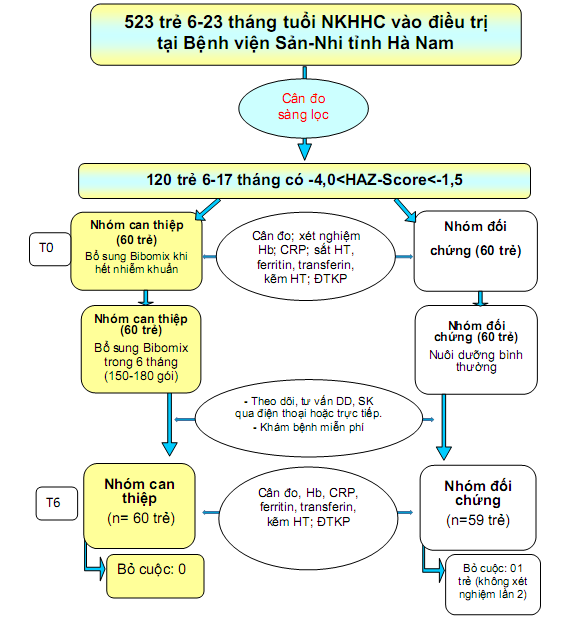 523 trẻ 6-23 tháng tuổi NKHHC vào điều trị
tại Bệnh viện Sản-Nhi tỉnh Hà Nam
Cân đo
sàng lọc
120 trẻ 6-17 tháng có -4,0<HAZ-Score<-1,5
T0
Nhóm can thiệp
(60 trẻ)
Bổ sung Bibomix khi
hết nhiễm khuẩn
Cân đo; xét nghiệm
Hb; CRP; sắt HT,
ferritin, transferin,
kẽm HT; ĐTKP
Nhóm đối
chứng (60 trẻ)
Nhóm can thiệp
(60 trẻ)
Bổ sung Bibomix
trong 6 tháng
(150-180 gói)
Nhóm đối
chứng (60 trẻ)
Nuôi dưỡng bình
thường
- Theo dõi, tư vấn DD, SK
qua điện thoại hoặc trực tiếp.
- Khám bệnh miễn phí
T6
Nhóm can
thiệp
(n= 60 trẻ)
Cân đo, Hb, CRP,
ferritin, transferin,
kẽm HT; ĐTKP
Nhóm đối
chứng
(n=59 trẻ)
Bỏ cuộc: 0
Bỏ cuộc: 01
trẻ (không xét
nghiệm lần 2)